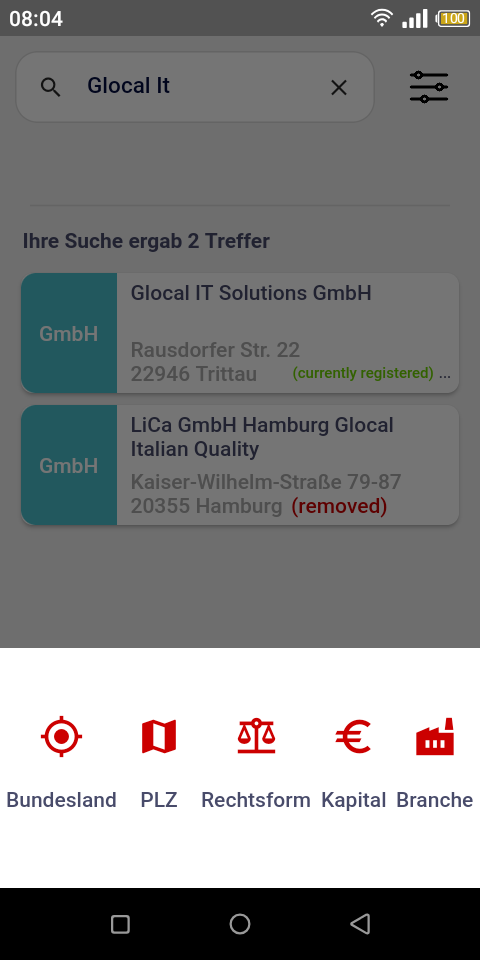 08:04
100
Glocal It
Ihre Suche ergab 2 Treffer
GmbH
Glocal IT Solutions GmbH
Rausdorfer Str. 22
22946 Trittau (currently registered) ...
GmbH
LiCa GmbH Hamburg Glocal
Italian Quality
Kaiser-Wilhelm-Straße 79-87
20355 Hamburg (removed)
Bundesland PLZ Rechtsform Kapital Branche